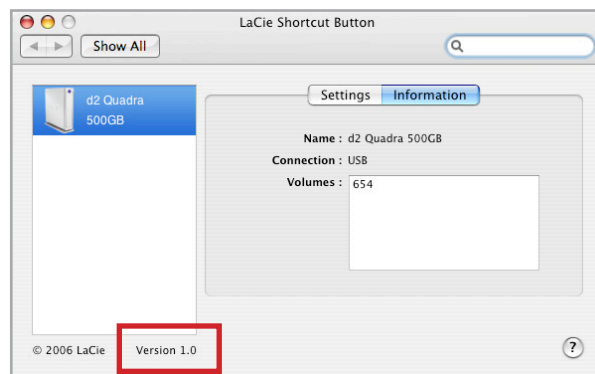 LaCie Shortcut Button
Show All
d2 Quadra
500GB
Settings Information
Name : d2 Quadra 500GB
Connection : USB
Volumes : 654
© 2006 LaCie Version 1.0
?